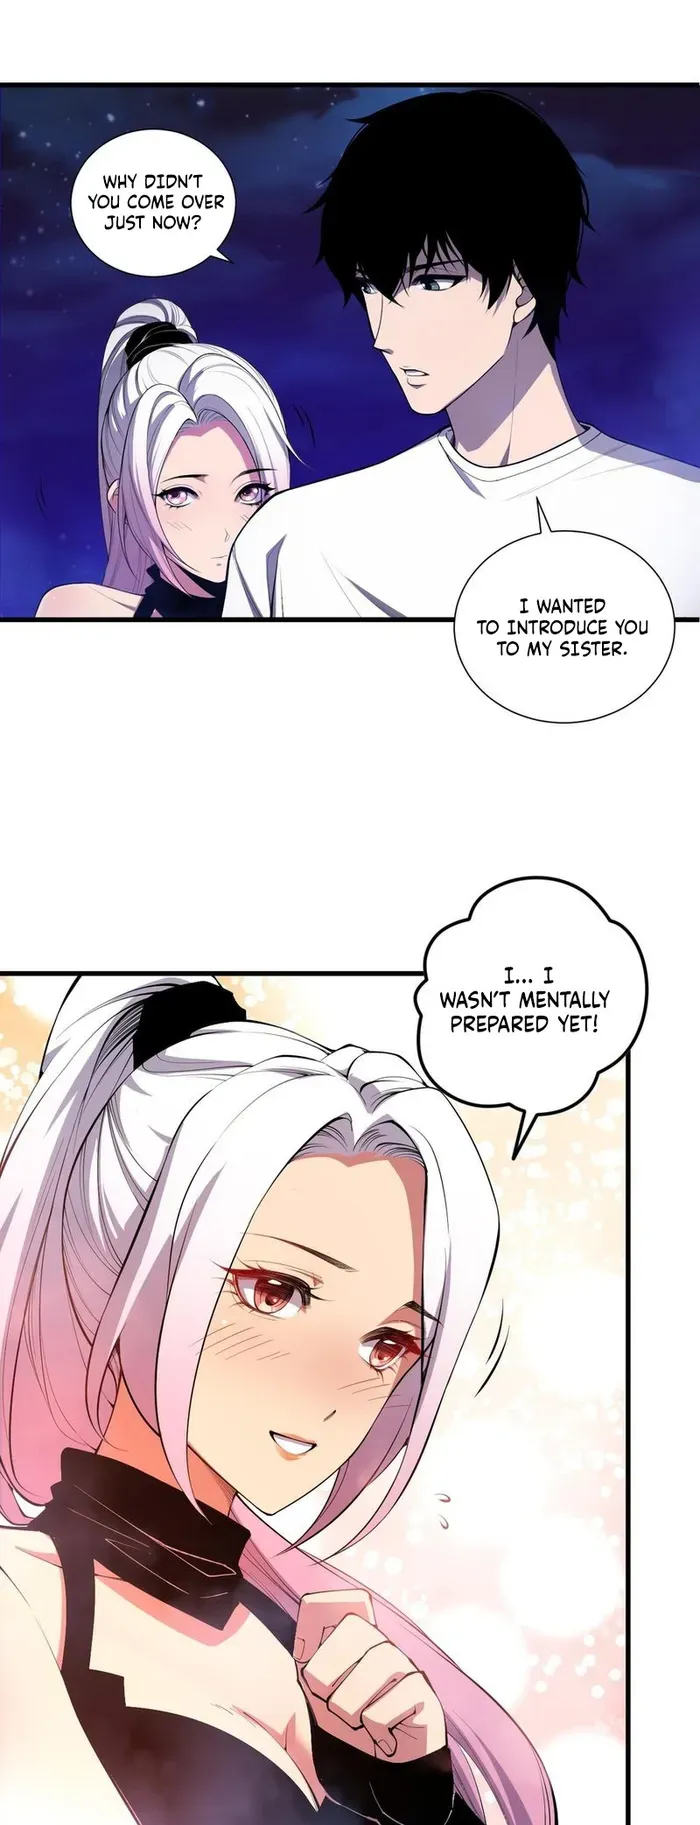 WHY DIDN'T
YOU COME OVER
JUST NOW?
I WANTED
TO INTRODUCE YOU
TO MY SISTER.
I... I
WASN'T MENTALLY
PREPARED YET!